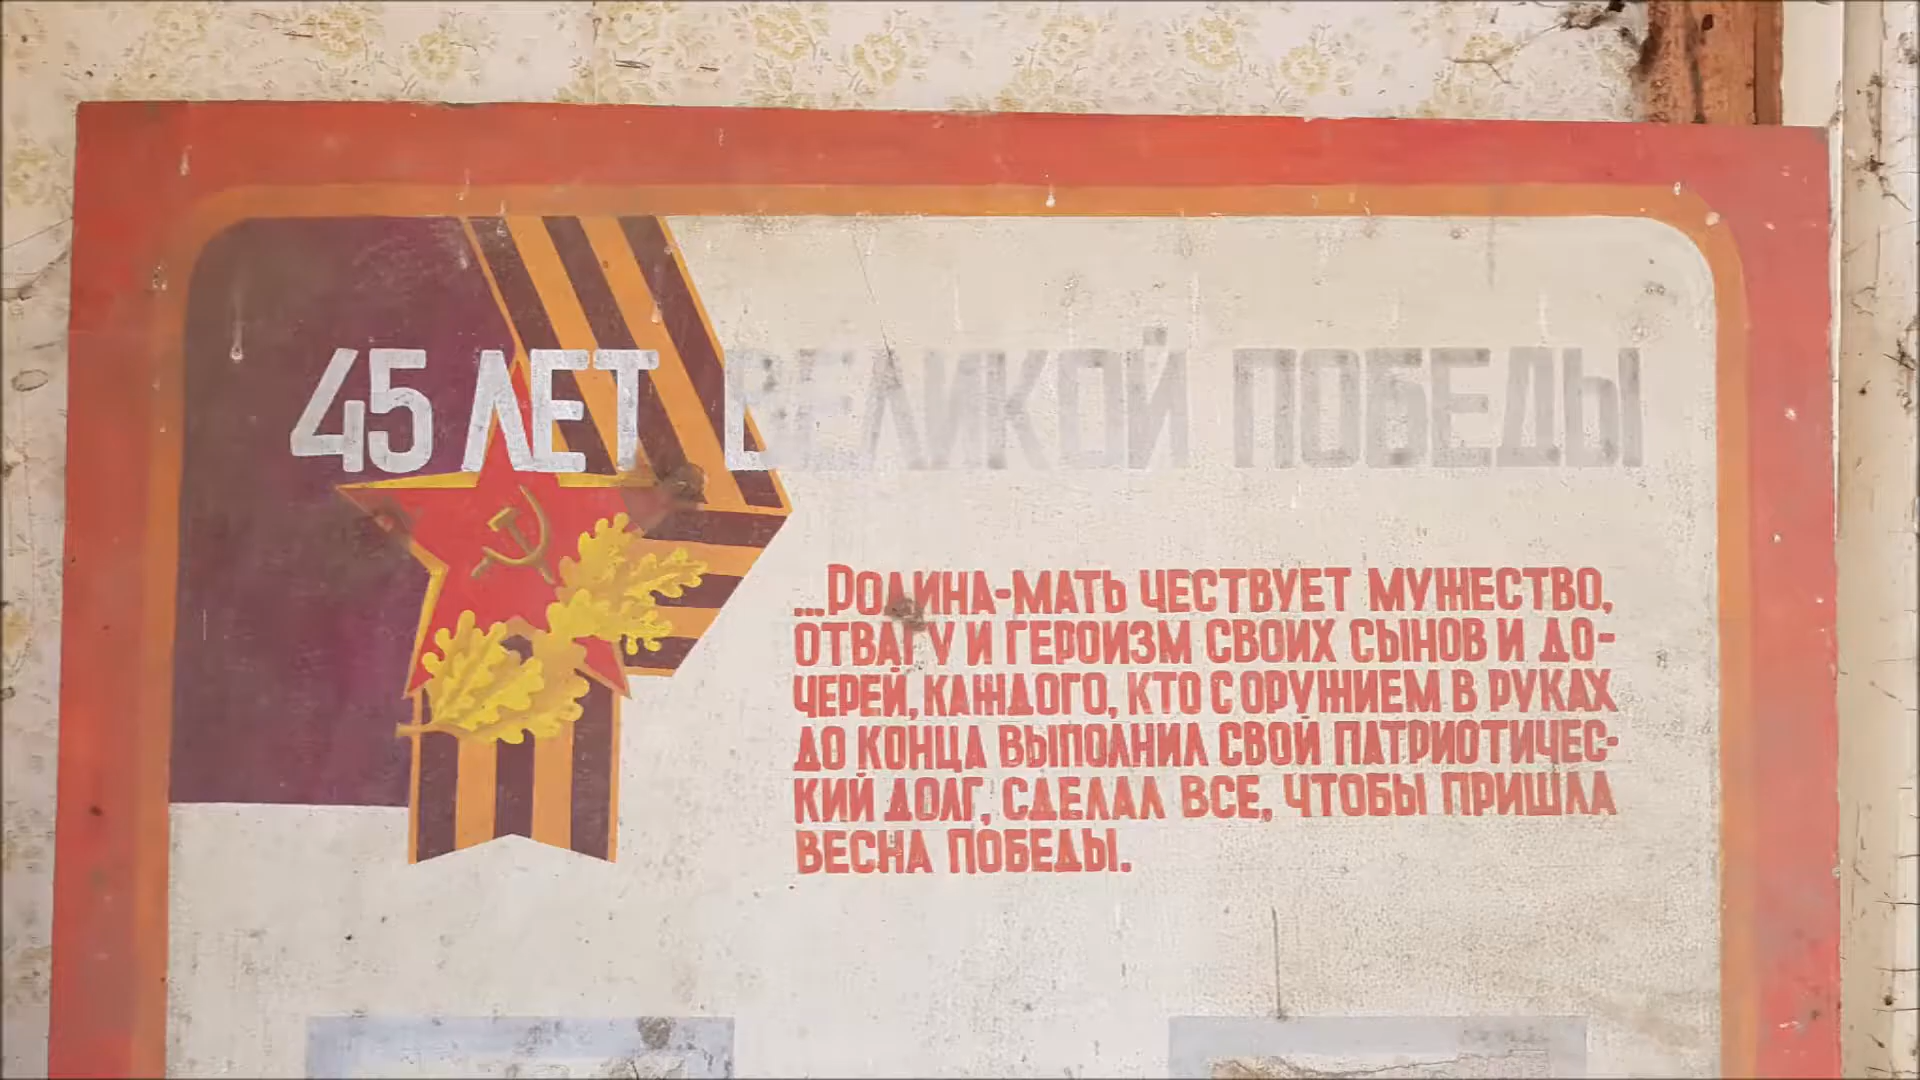 45 ЛЕТ ВЕЛИКОЙ ПОБЕДЫ
...РОДИНА-МАТЬ ЧЕСТВУЕТ МУЖЕСТВО,
ОТВАГУ И ГЕРОИЗМ СВОИХ СЫНОВ И ДО-
ЧЕРЕЙ, КАЖДОГО, КТО С ОРУЖИЕМ В РУКАХ
ДО КОНЦА ВЫПОЛНИЛ СВОЙ ПАТРИОТИЧЕС-
КИЙ ДОЛГ, СДЕЛАЛ ВСЕ, ЧТОБЫ ПРИШЛА
ВЕСНА ПОБЕДЫ.